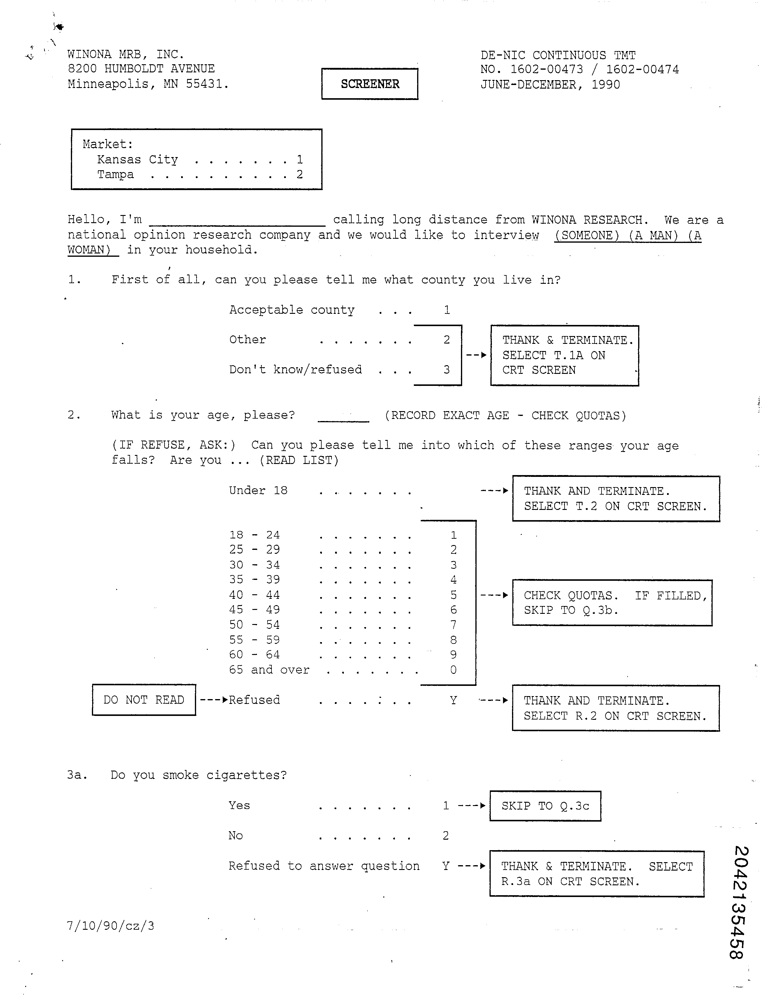 WINONA MRB, INC.
8200 HUMBOLDT AVENUE
Minneapolis, MN 55431.
SCREENER
DE-NIC CONTINUOUS TMT
NO. 1602-00473 / 1602-00474
JUNE-DECEMBER, 1990
Market:
Kansas City . . . . . . . 1
Tampa . . . . . . . . . . 2
Hello, I'm ________________________ calling long distance from WINONA RESEARCH. We are a
national opinion research company and we would like to interview (SOMEONE) (A MAN) (A
WOMAN) in your household.
1. First of all, can you please tell me what county you live in?
Acceptable county . . . 1
Other . . . . . . . 2
Don't know/refused . . . 3
THANK & TERMINATE.
SELECT T.1A ON
CRT SCREEN
2. What is your age, please? _______ (RECORD EXACT AGE - CHECK QUOTAS)
(IF REFUSE, ASK:) Can you please tell me into which of these ranges your age
falls? Are you ... (READ LIST)
Under 18 . . . . . . . ---►
THANK AND TERMINATE.
SELECT T.2 ON CRT SCREEN.
18 - 24 . . . . . . . 1
25 - 29 . . . . . . . 2
30 - 34 . . . . . . . 3
35 - 39 . . . . . . . 4
40 - 44 . . . . . . . 5
45 - 49 . . . . . . . 6
50 - 54 . . . . . . . 7
55 - 59 . . . . . . . 8
60 - 64 . . . . . . . 9
65 and over . . . . . . . 0
CHECK QUOTAS. IF FILLED,
SKIP TO Q.3b.
DO NOT READ ---►Refused . . . . . . . Y ---►
THANK AND TERMINATE.
SELECT R.2 ON CRT SCREEN.
3a. Do you smoke cigarettes?
Yes . . . . . . . 1 ---► SKIP TO Q.3c
No . . . . . . . 2
Refused to answer question Y ---►
THANK & TERMINATE. SELECT
R.3a ON CRT SCREEN.
7/10/90/cz/3
2042135458